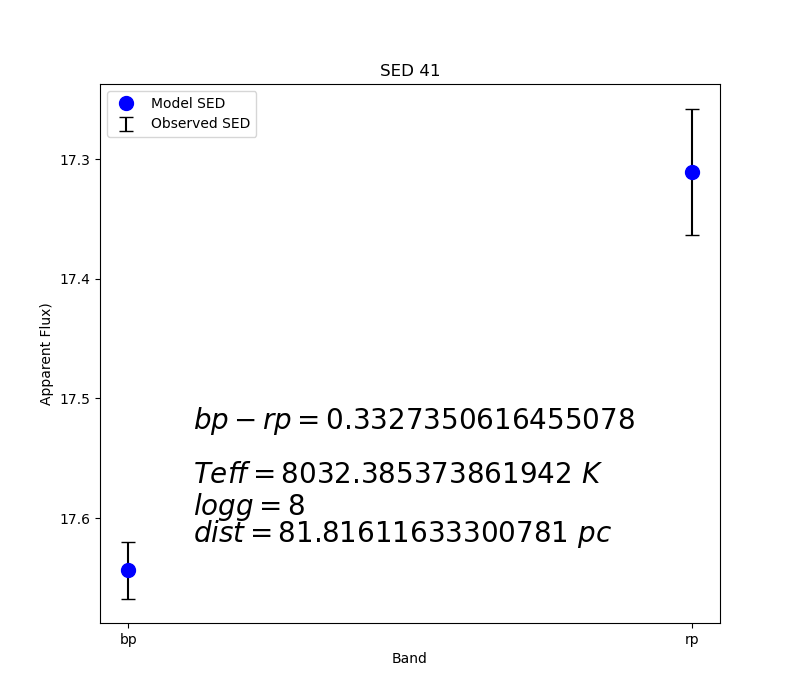 SED 41
Model SED
Observed SED
17.3
17.4
17.5
17.6
Apparent Flux)
bp − rp = 0.3327350616455078
Teff = 8032.385373861942 K
logg = 8
dist = 81.81611633300781 pc
bp
rp
Band